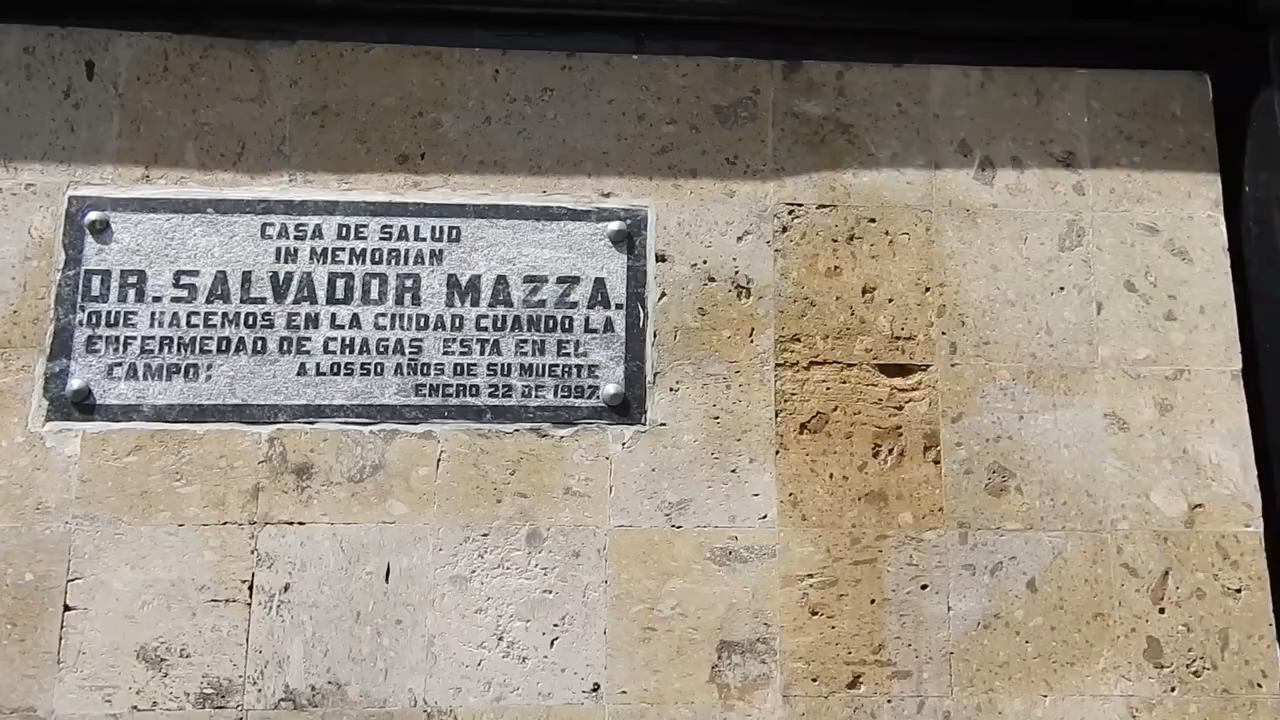 CASA DE SALUD
IN MEMORIAN
DR. SALVADOR MAZZA.
¿QUE HACEMOS EN LA CIUDAD CUANDO LA
ENFERMEDAD DE CHAGAS ESTA EN EL
CAMPO? A LOS 50 AÑOS DE SU MUERTE
ENERO 22 DE 1997.